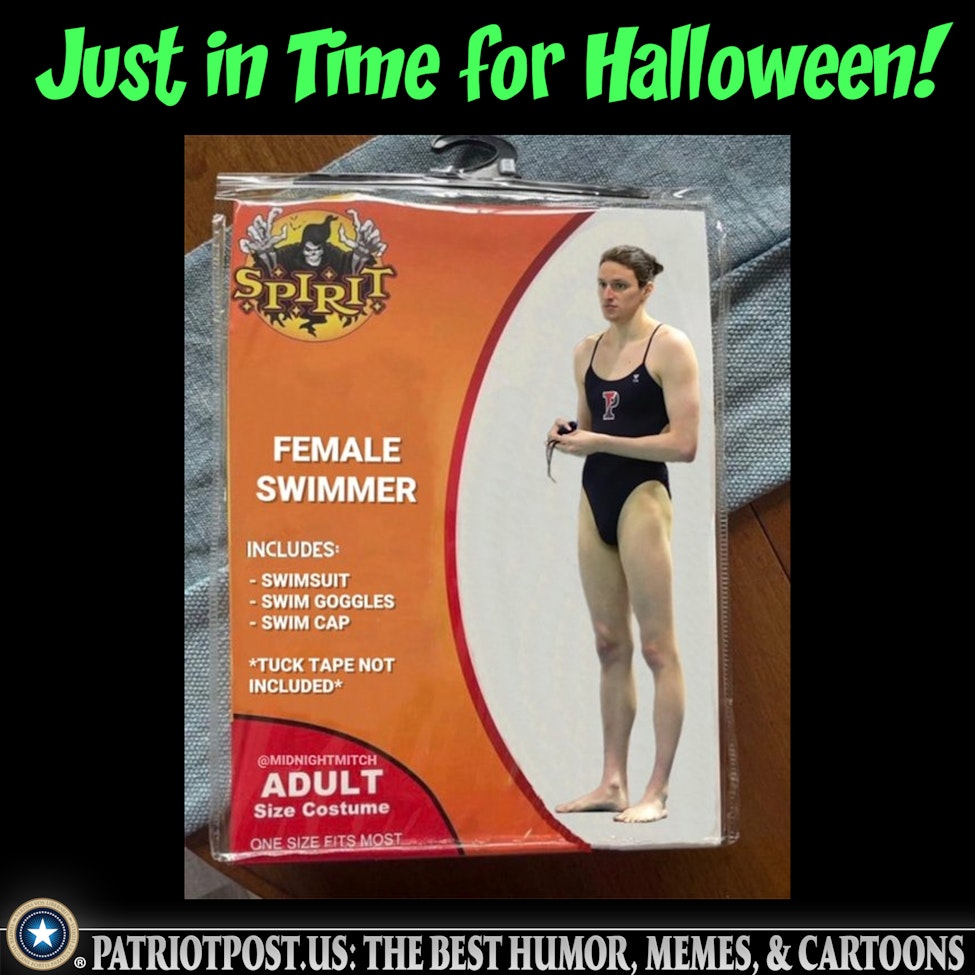 Just in Time for Halloween!
SPIRIT
FEMALE
SWIMMER
INCLUDES:
- SWIMSUIT
- SWIM GOGGLES
- SWIM CAP
*TUCK TAPE NOT
INCLUDED*
P
@MIDNIGHTMITCH
ADULT
Size Costume
ONE SIZE FITS MOST
® PATRIOTPOST.US: THE BEST HUMOR, MEMES, & CARTOONS